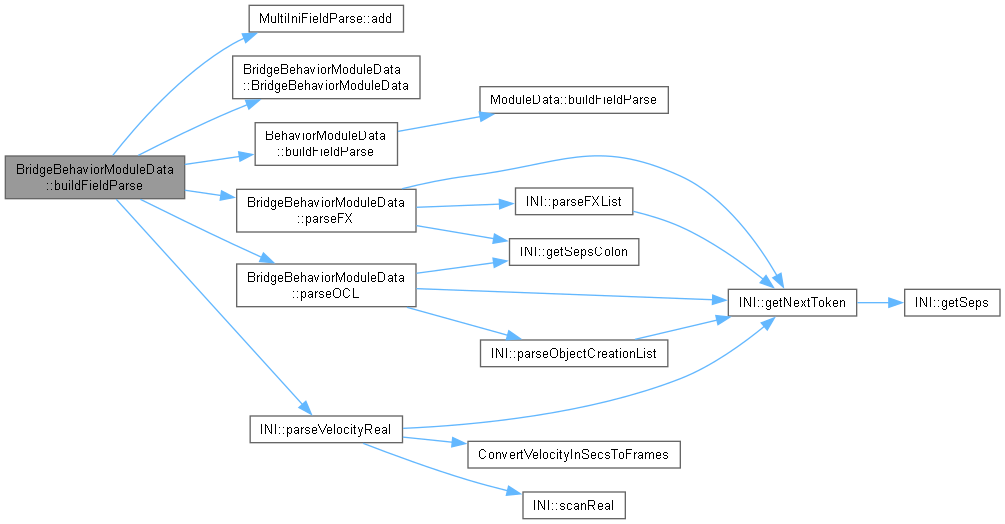 MultiIniFieldParse::add
BridgeBehaviorModuleData
::BridgeBehaviorModuleData
ModuleData::buildFieldParse
BehaviorModuleData
::buildFieldParse
BridgeBehaviorModuleData
::buildFieldParse
BridgeBehaviorModuleData
::parseFX
INI::parseFXList
INI::getSepsColon
BridgeBehaviorModuleData
::parseOCL
INI::getNextToken
INI::getSeps
INI::parseObjectCreationList
INI::parseVelocityReal
ConvertVelocityInSecsToFrames
INI::scanReal